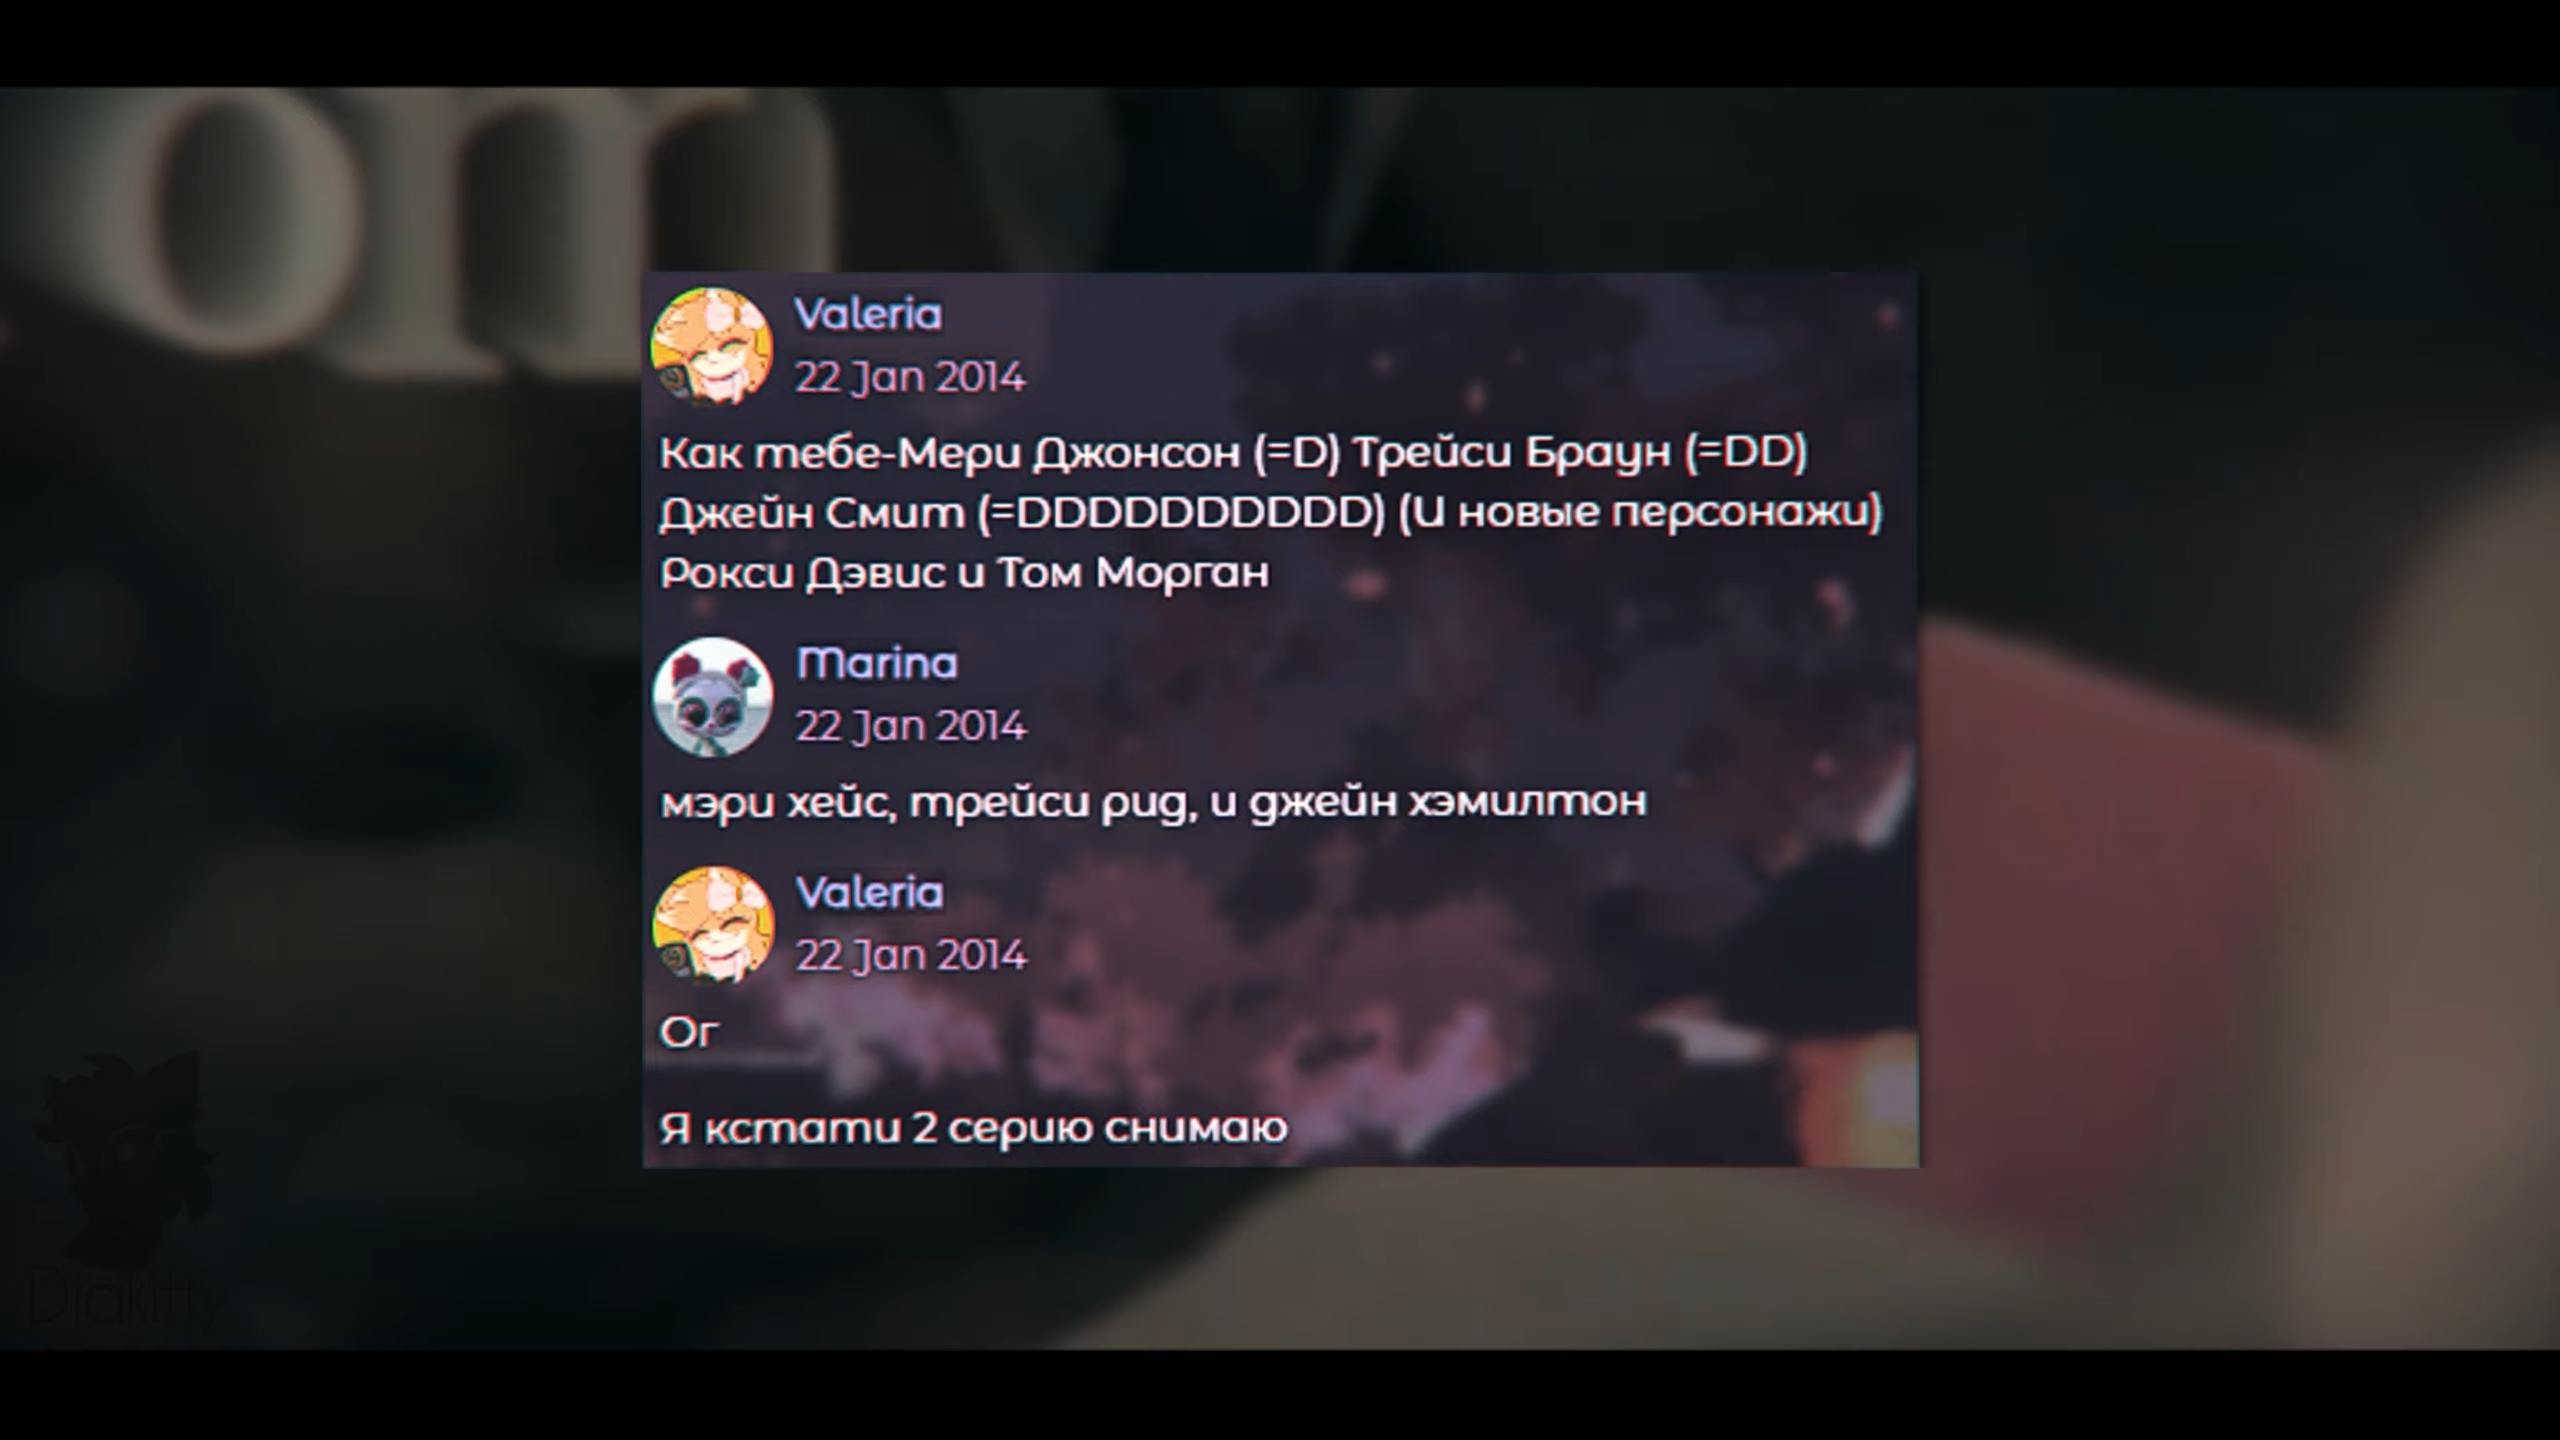 om
Valeria
22 Jan 2014
Как тебе-Мери Джонсон (=D) Трейси Браун (=DD)
Джейн Смит (=DDDDDDDDDD) (И новые персонажи)
Рокси Дэвис и Том Морган
Marina
22 Jan 2014
мэри хейс, трейси рид, и джейн хэмилтон
Valeria
22 Jan 2014
Ог
Я кстати 2 серию снимаю
Diakitty